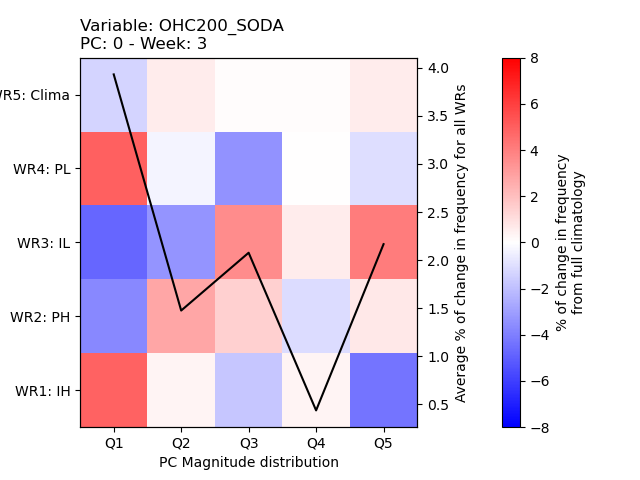 Variable: OHC200_SODA
PC: 0 - Week: 3
WR5: Clima
WR4: PL
WR3: IL
WR2: PH
WR1: IH
Q1 Q2 Q3 Q4 Q5
PC Magnitude distribution
4.0
3.5
3.0
2.5
2.0
1.5
1.0
0.5
Average % of change in frequency for all WRs
8
6
4
2
0
−2
−4
−6
−8
% of change in frequency
from full climatology